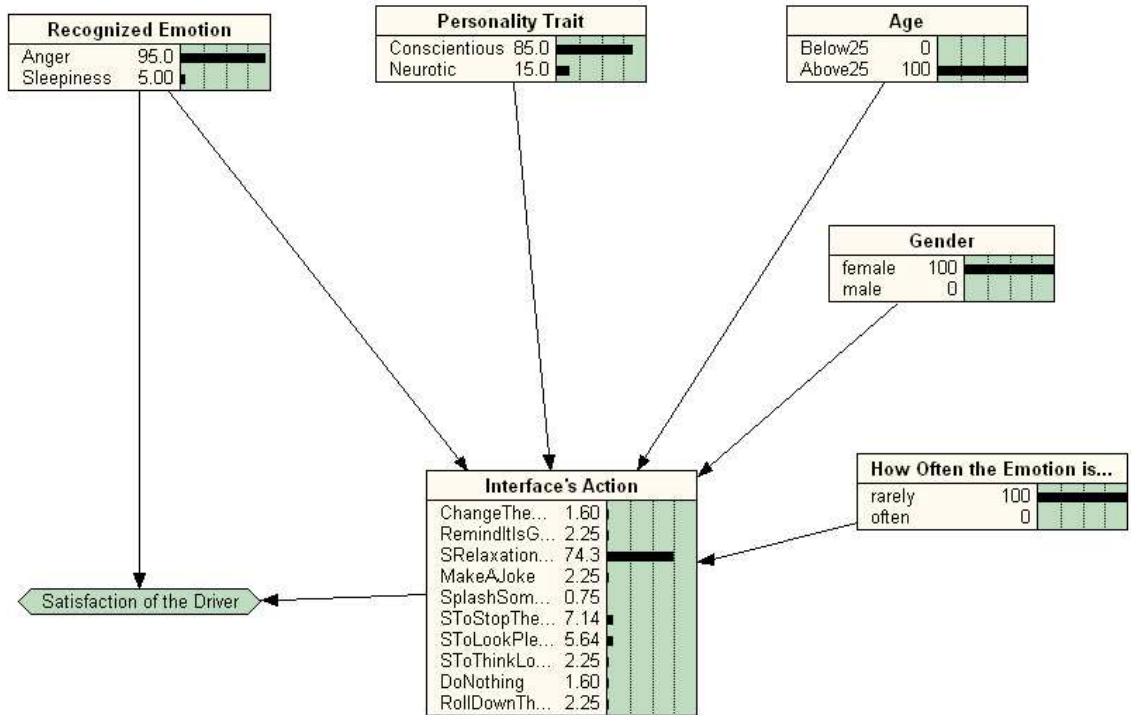 Recognized Emotion
Anger 95.0
Sleepiness 5.00
Personality Trait
Conscientious 85.0
Neurotic 15.0
Age
Below25 0
Above25 100
Gender
female 100
male 0
How Often the Emotion is...
rarely 100
often 0
Interface's Action
ChangeThe... 1.60
RemindItIsG... 2.25
SRelaxation... 74.3
MakeAJoke 2.25
SplashSom... 0.75
SToStopThe... 7.14
SToLookPle... 5.64
SToThinkLo... 2.25
DoNothing 1.60
RollDownTh... 2.25
Satisfaction of the Driver